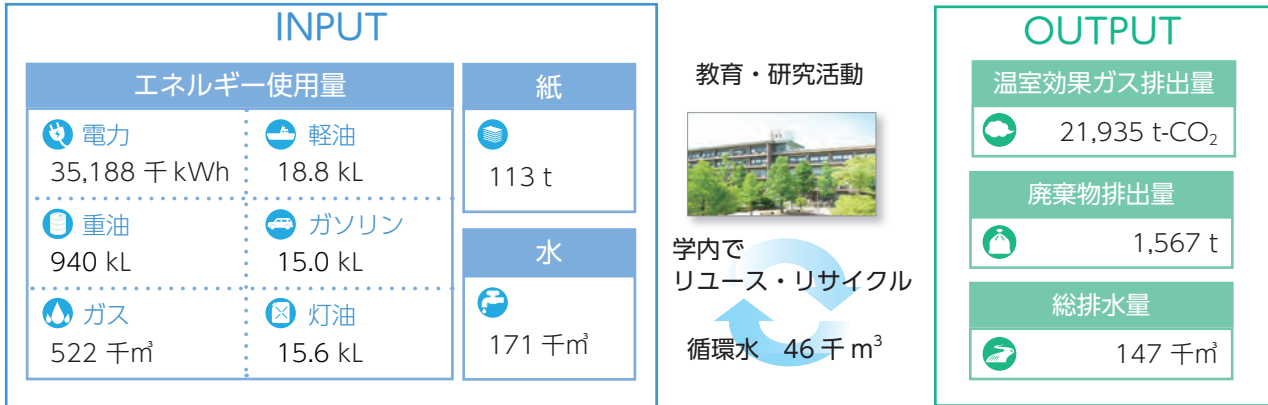 INPUT
エネルギー使用量
電力
35,188 千 kWh
軽油
18.8 kL
重油
940 kL
ガソリン
15.0 kL
ガス
522 千㎥
灯油
15.6 kL
紙
113 t
水
171 千㎥
教育・研究活動
学内で
リユース・リサイクル
循環水 46 千 m³
OUTPUT
温室効果ガス排出量
21,935 t-CO₂
廃棄物排出量
1,567 t
総排水量
147 千㎥